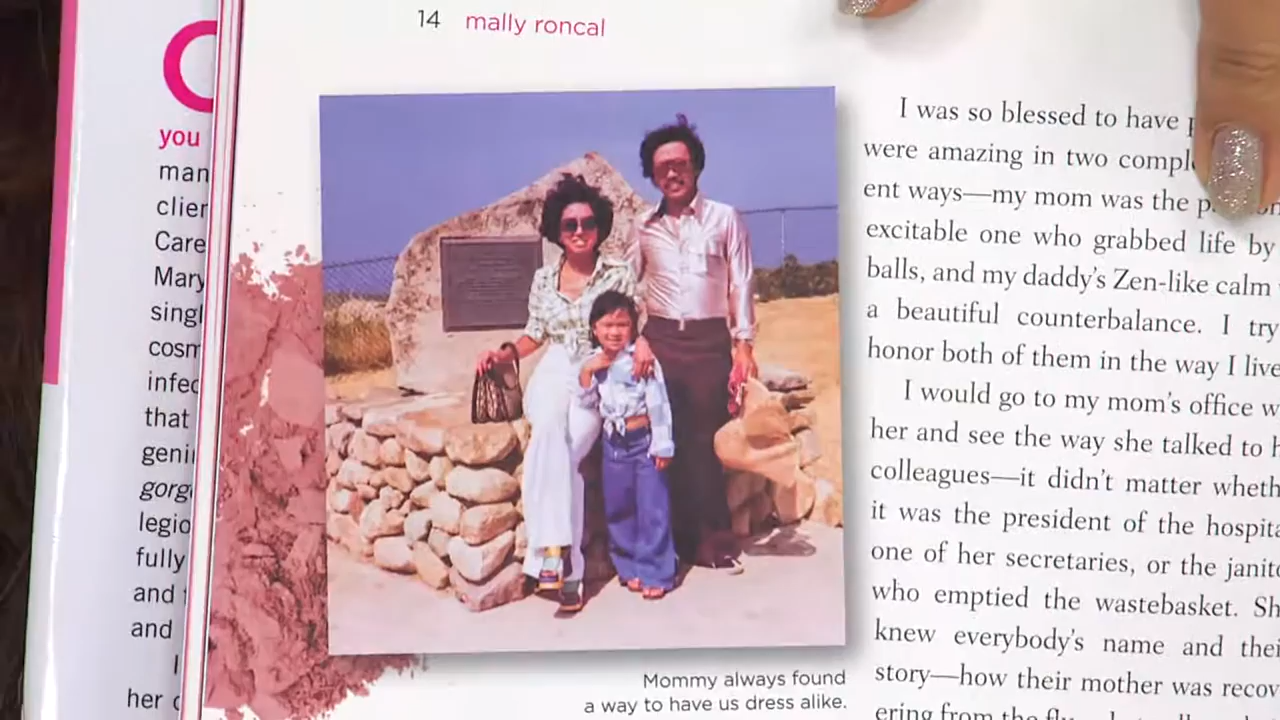 14 mally roncal
you
man
clier
Care
Mary
singl
cosm
infec
that
geni
gorg
legio
fully
and
and
I
her
I was so blessed to have
were amazing in two compl
ent ways—my mom was the
excitable one who grabbed life by
balls, and my daddy's Zen-like calm
a beautiful counterbalance. I try
honor both of them in the way I live
I would go to my mom's office w
her and see the way she talked to h
colleagues—it didn't matter wheth
it was the president of the hospita
one of her secretaries, or the janito
who emptied the wastebasket. Sh
knew everybody's name and thei
story—how their mother was recov
ering from the
Mommy always found
a way to have us dress alike.